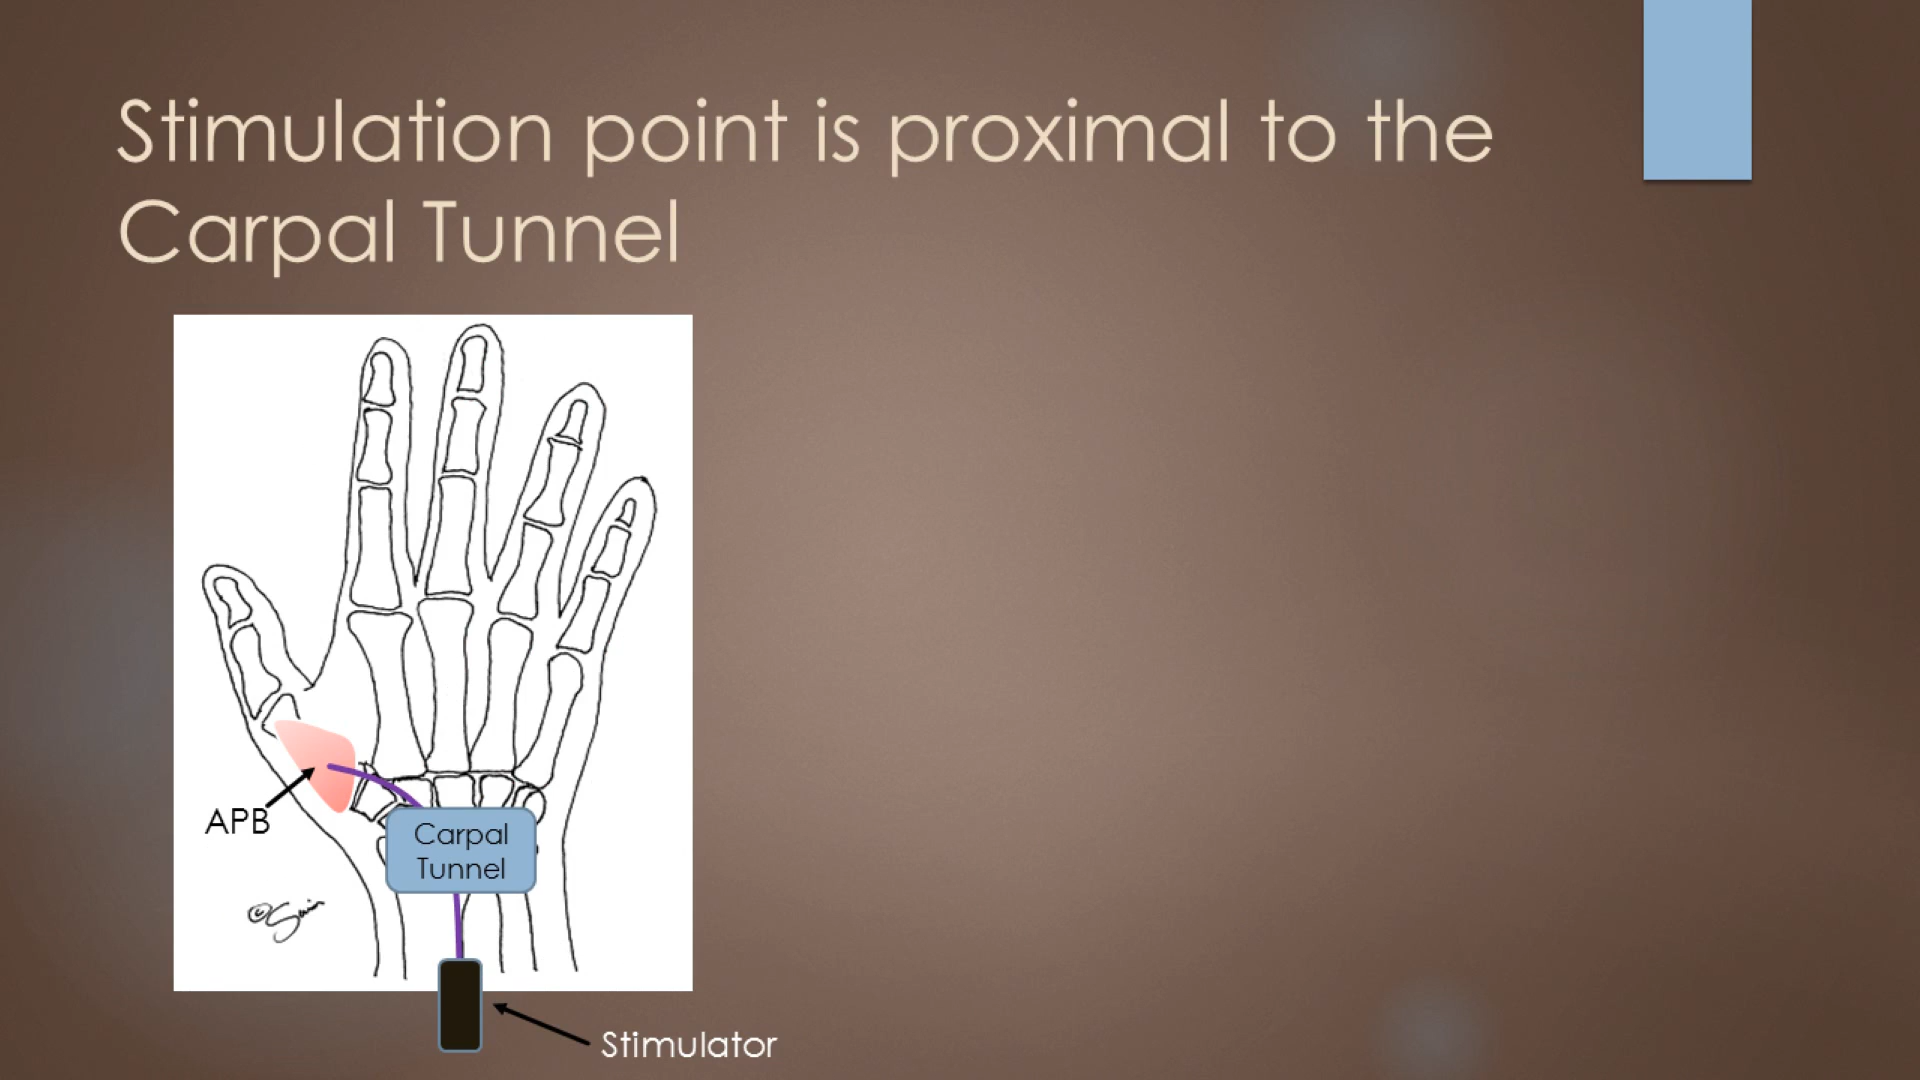 Stimulation point is proximal to the
Carpal Tunnel
APB
Carpal
Tunnel
Stimulator